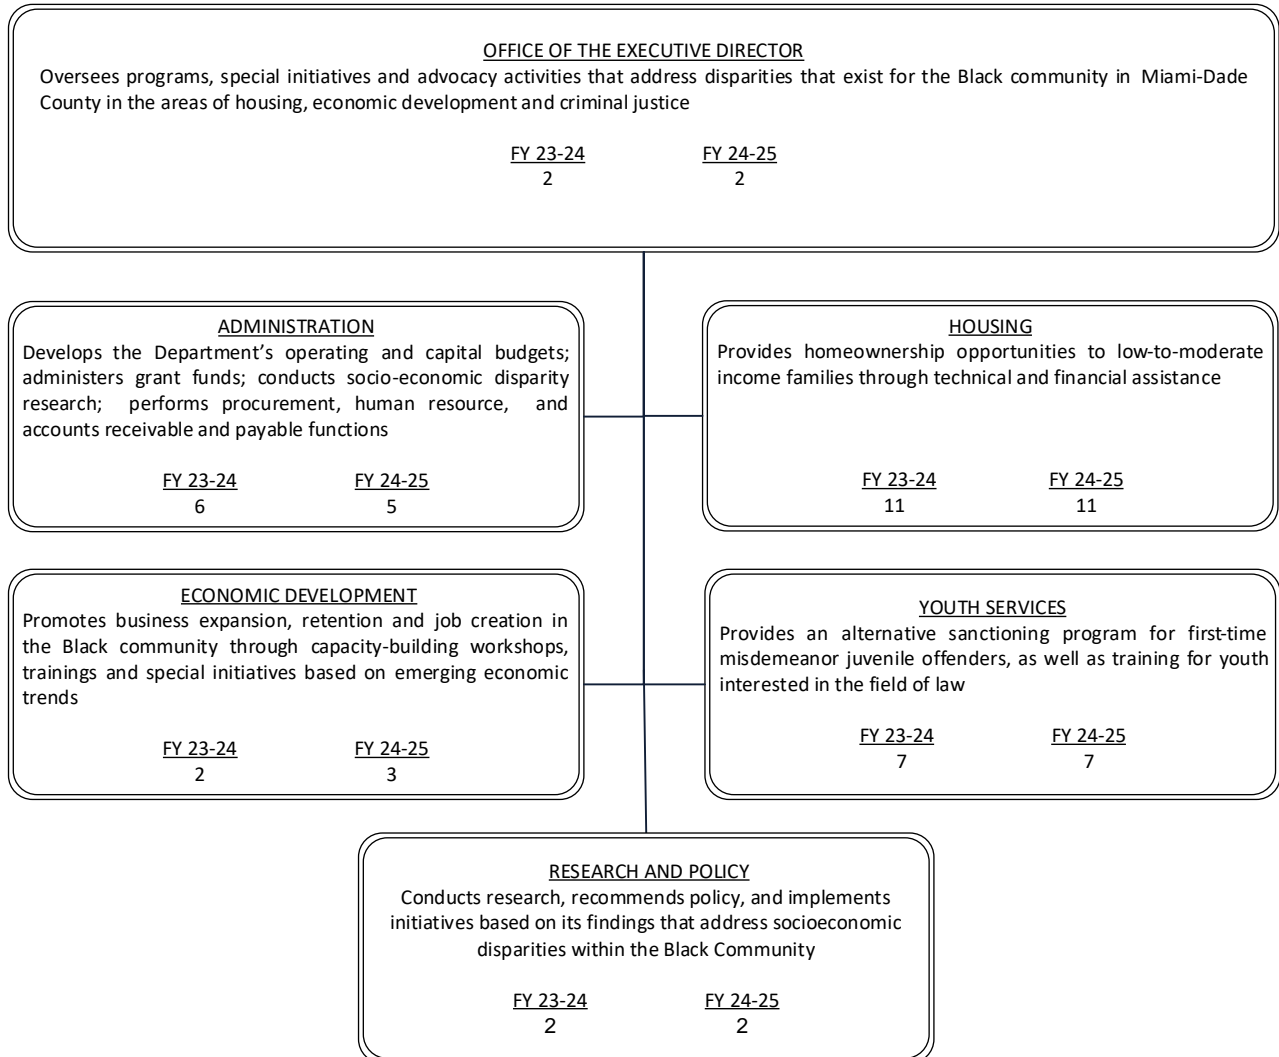 OFFICE OF THE EXECUTIVE DIRECTOR
Oversees programs, special initiatives and advocacy activities that address disparities that exist for the Black community in Miami-Dade
County in the areas of housing, economic development and criminal justice
FY 23-24 FY 24-25
2 2
ADMINISTRATION
Develops the Department’s operating and capital budgets;
administers grant funds; conducts socio-economic disparity
research; performs procurement, human resource, and
accounts receivable and payable functions
FY 23-24 FY 24-25
6 5
HOUSING
Provides homeownership opportunities to low-to-moderate
income families through technical and financial assistance
FY 23-24 FY 24-25
11 11
ECONOMIC DEVELOPMENT
Promotes business expansion, retention and job creation in
the Black community through capacity-building workshops,
trainings and special initiatives based on emerging economic
trends
FY 23-24 FY 24-25
2 3
YOUTH SERVICES
Provides an alternative sanctioning program for first-time
misdemeanor juvenile offenders, as well as training for youth
interested in the field of law
FY 23-24 FY 24-25
7 7
RESEARCH AND POLICY
Conducts research, recommends policy, and implements
initiatives based on its findings that address socioeconomic
disparities within the Black Community
FY 23-24 FY 24-25
2 2